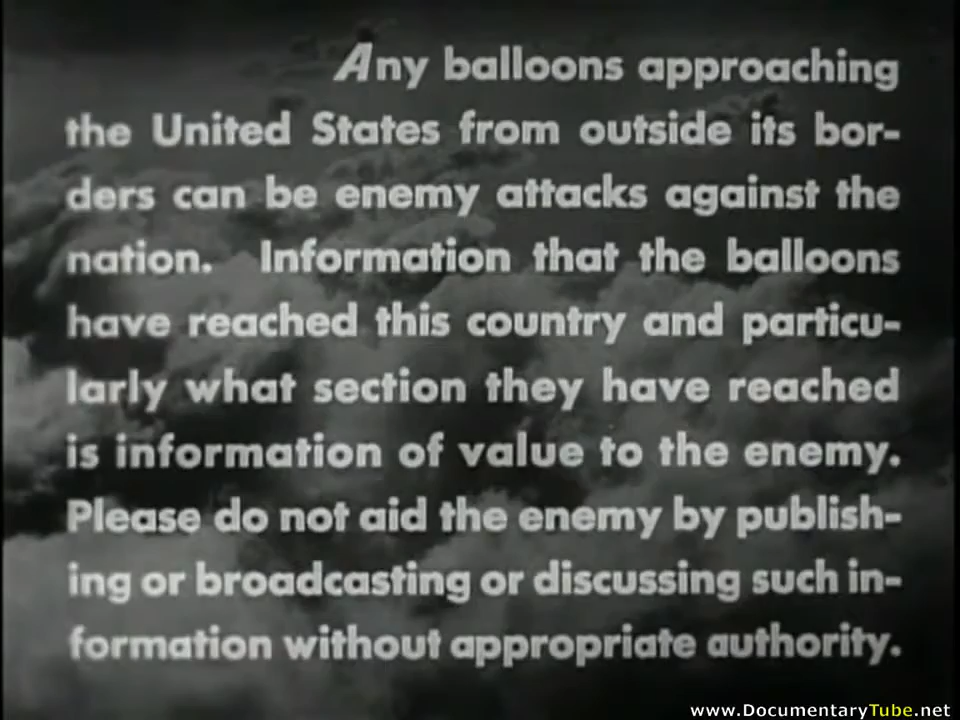 Any balloons approaching
the United States from outside its bor-
ders can be enemy attacks against the
nation. Information that the balloons
have reached this country and particu-
larly what section they have reached
is information of value to the enemy.
Please do not aid the enemy by publish-
ing or broadcasting or discussing such in-
formation without appropriate authority.
www.DocumentaryTube.net